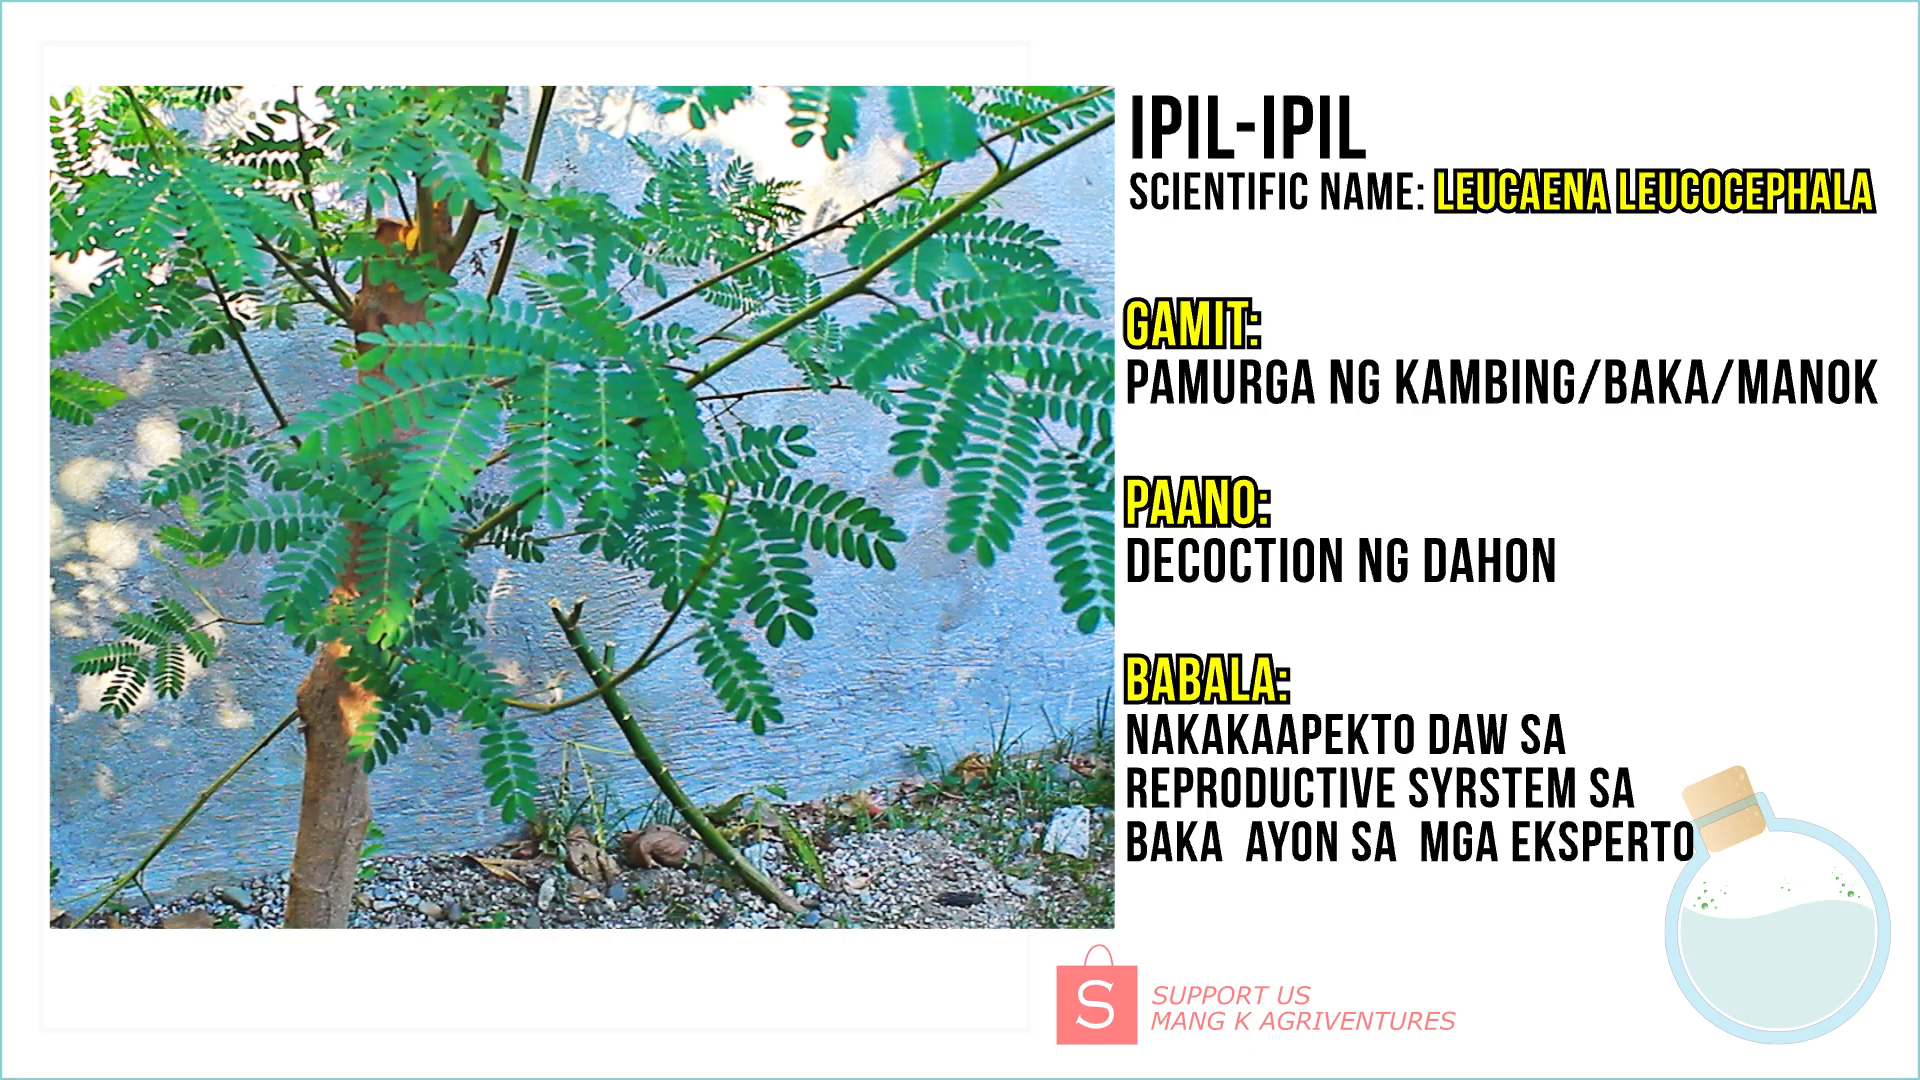 IPIL-IPIL
SCIENTIFIC NAME: LEUCAENA LEUCOCEPHALA
GAMIT:
PAMURGA NG KAMBING/BAKA/MANOK
PAANO:
DECOCTION NG DAHON
BABALA:
NAKAKAAPEKTO DAW SA
REPRODUCTIVE SYRSTEM SA
BAKA  AYON SA  MGA EKSPERTO
S
SUPPORT US
MANG K AGRIVENTURES